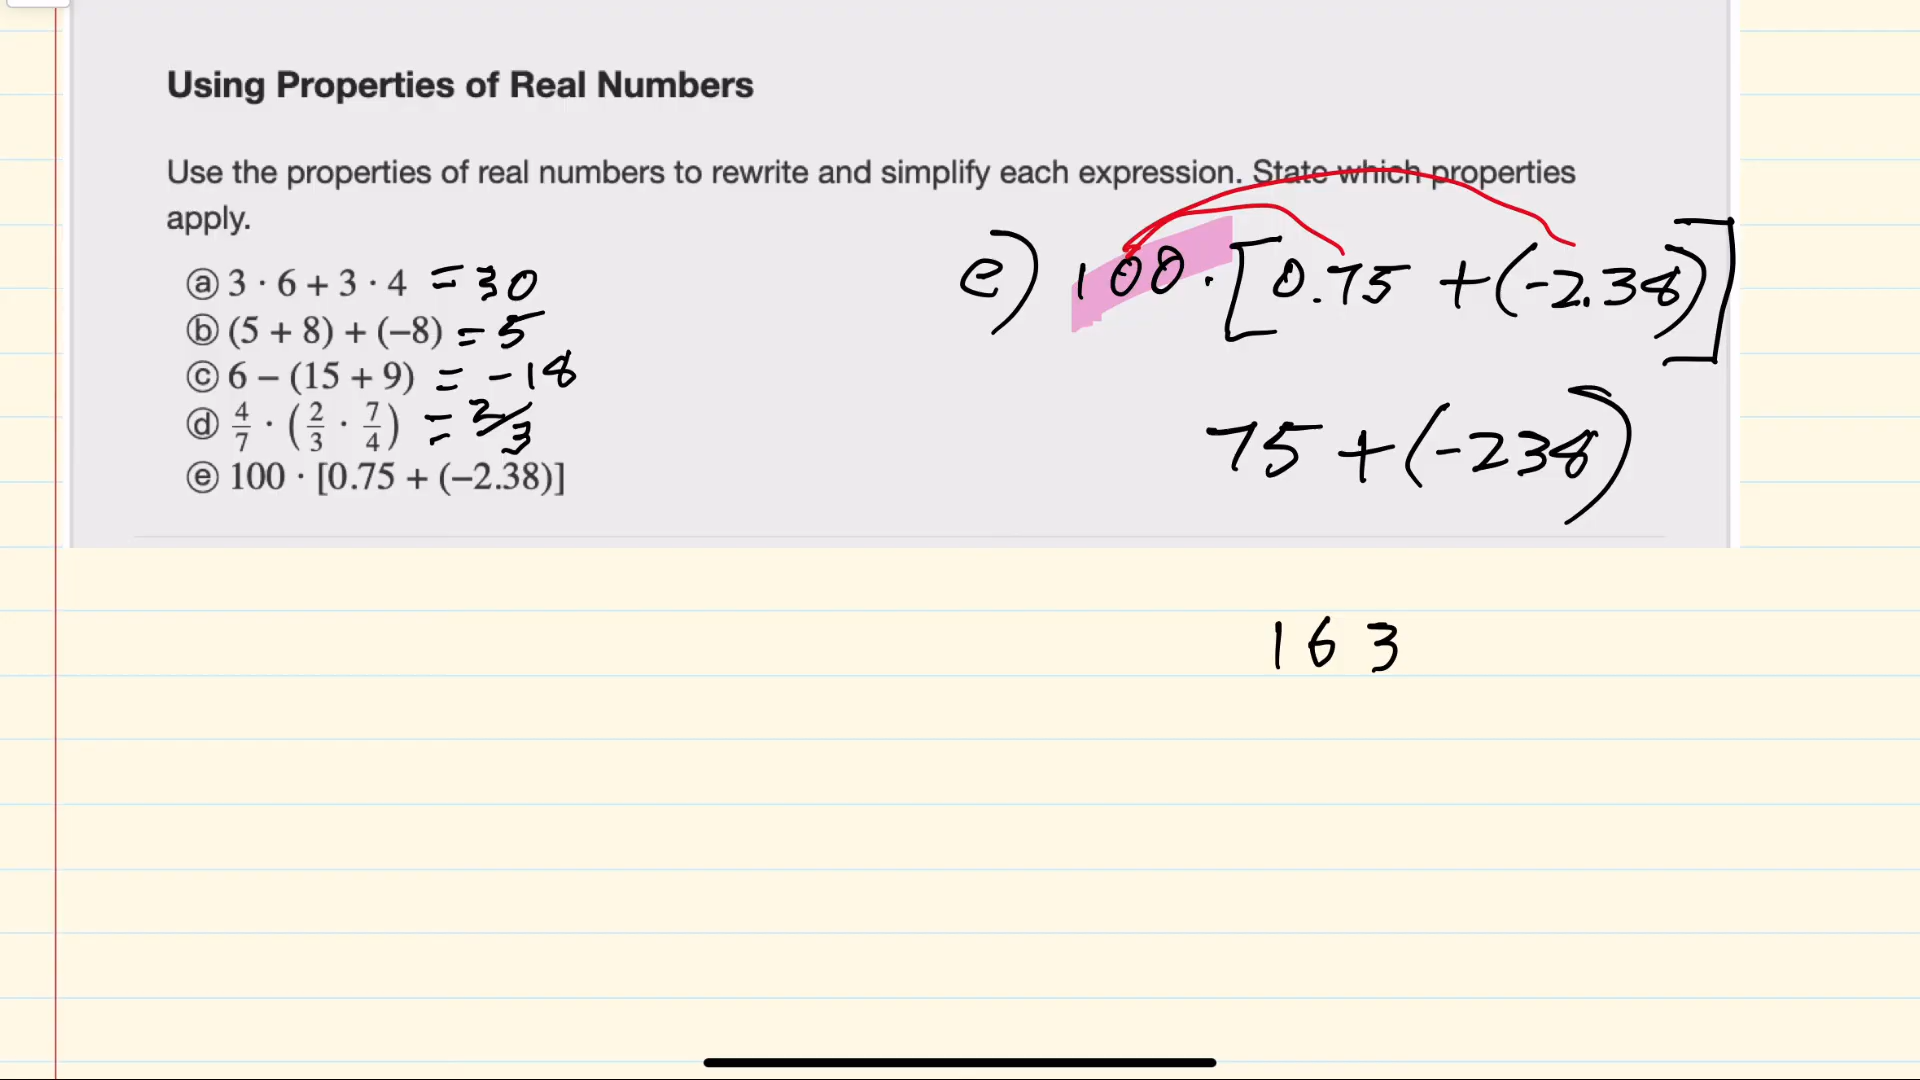 Using Properties of Real Numbers
Use the properties of real numbers to rewrite and simplify each expression. State which properties
apply.
ⓐ 3 · 6 + 3 · 4 = 30
ⓑ (5 + 8) + (−8) = 5
ⓒ 6 − (15 + 9) = -18
ⓓ 4/7 · (2/3 · 7/4) = 2/3
ⓔ 100 · [0.75 + (−2.38)]
e) 100 · [0.75 + (-2.38)]
75 + (-238)
163